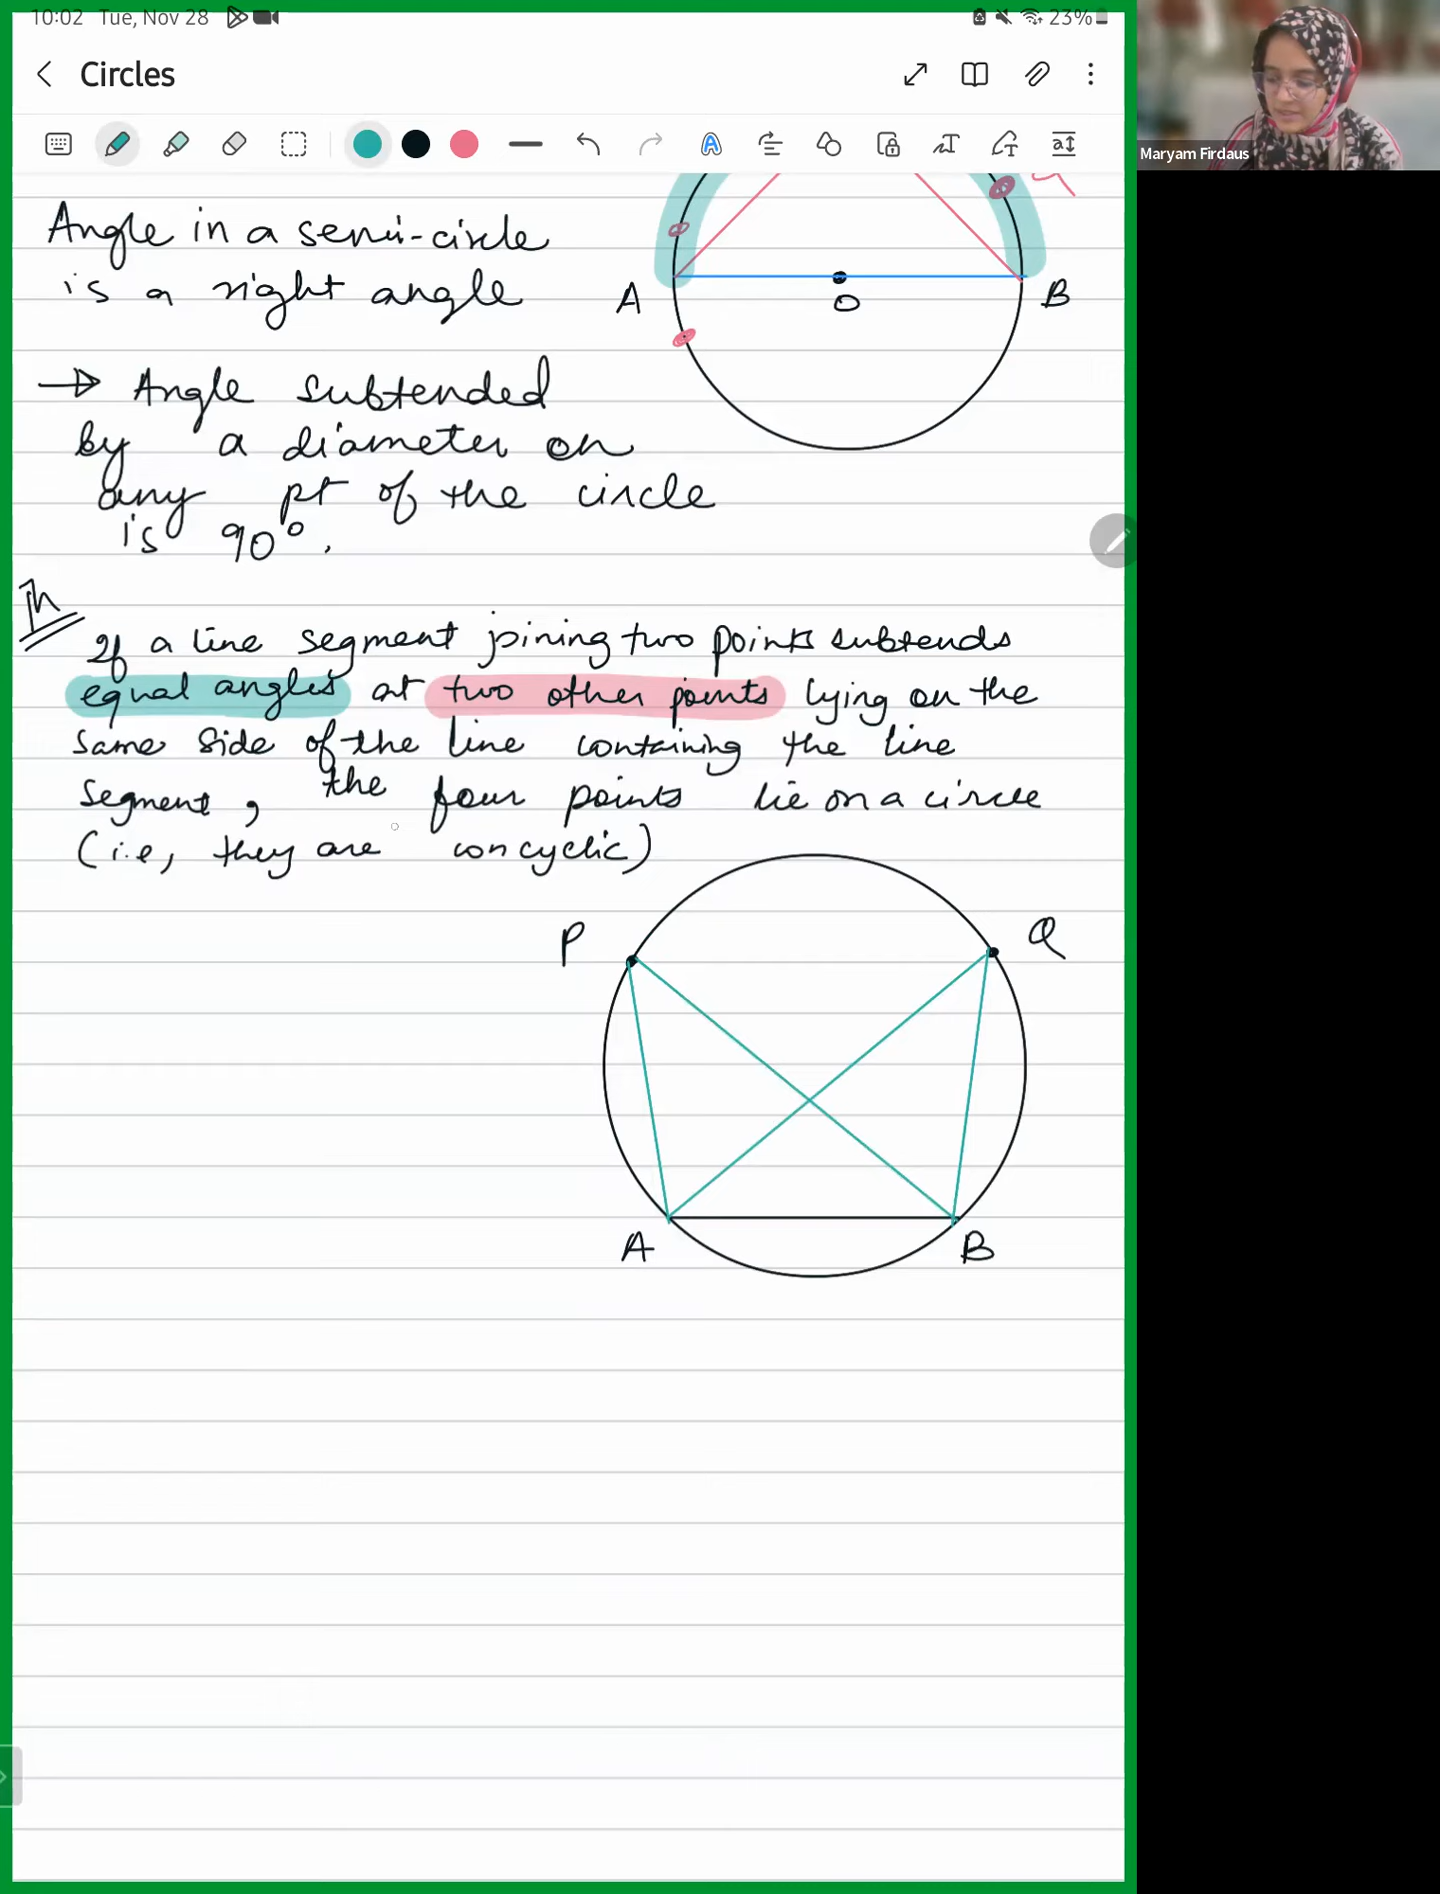 10:02 Tue, Nov 28
23%
Circles
Maryam Firdaus
Angle in a semi-circle
is a right angle
A
O
B
→ Angle subtended
by a diameter on
any pt of the circle
is 90°.
Th
If a line segment joining two points subtends
equal angles at two other points lying on the
same side of the line containing the line
segment, the four points lie on a circle
(i.e, they are concyclic)
P
Q
A
B